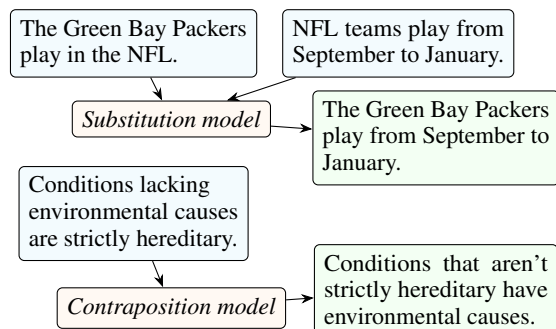 The Green Bay Packers
play in the NFL.
NFL teams play from
September to January.
Substitution model
The Green Bay Packers
play from September to
January.
Conditions lacking
environmental causes
are strictly hereditary.
Contraposition model
Conditions that aren't
strictly hereditary have
environmental causes.